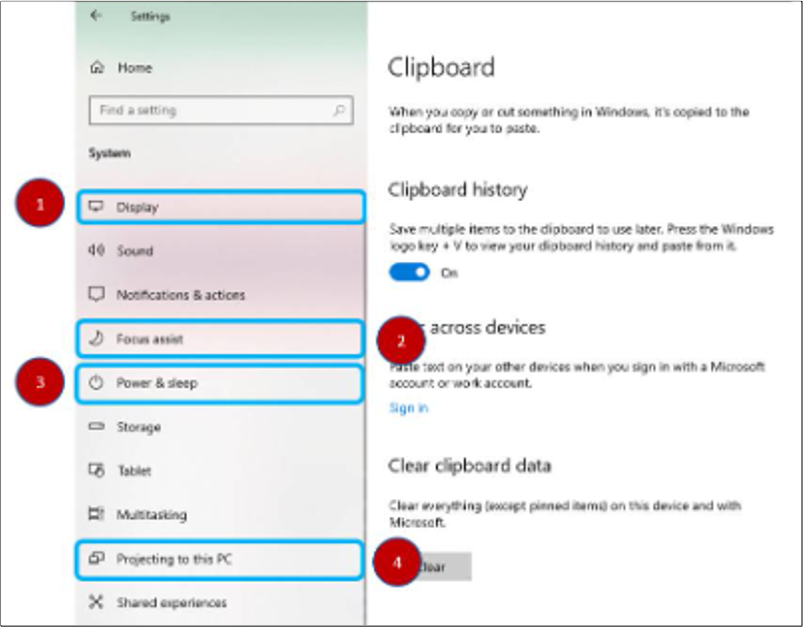 Settings
Home
Find a setting
System
1
Display
Sound
Notifications & actions
Focus assist
2
3
Power & sleep
Storage
Tablet
Multitasking
Projecting to this PC
4
Shared experiences
Clipboard
When you copy or cut something in Windows, it's copied to the
clipboard for you to paste.
Clipboard history
Save multiple items to the clipboard to use later. Press the Windows
logo key + V to view your clipboard history and paste from it.
On
across devices
Paste text on your other devices when you sign in with a Microsoft
account or work account.
Sign in
Clear clipboard data
Clear everything (except pinned items) on this device and with
Microsoft.
Clear